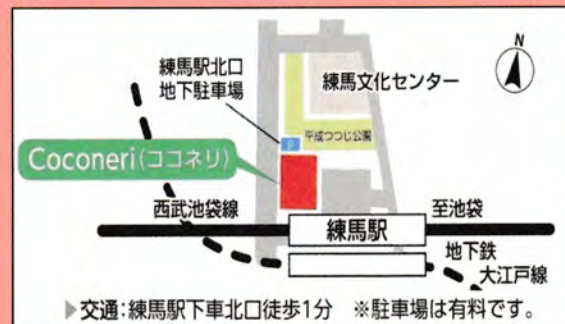 N
練馬駅北口
地下駐車場
練馬文化センター
P
平成つつじ公園
Coconeri(ココネリ)
西武池袋線
至池袋
練馬駅
地下鉄
大江戸線
▶交通:練馬駅下車北口徒歩1分　※駐車場は有料です。